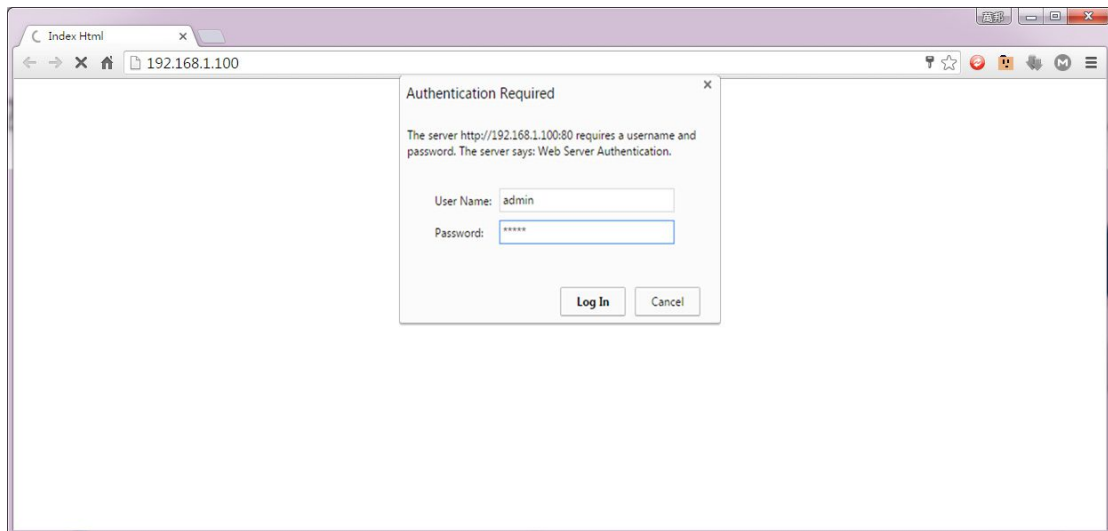 Index Html
192.168.1.100
Authentication Required
The server http://192.168.1.100:80 requires a username and
password. The server says: Web Server Authentication.
User Name: admin
Password: *****
Log In Cancel